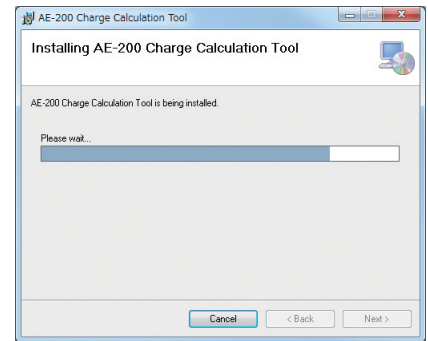 AE-200 Charge Calculation Tool
Installing AE-200 Charge Calculation Tool
AE-200 Charge Calculation Tool is being installed.
Please wait...
Cancel < Back Next >